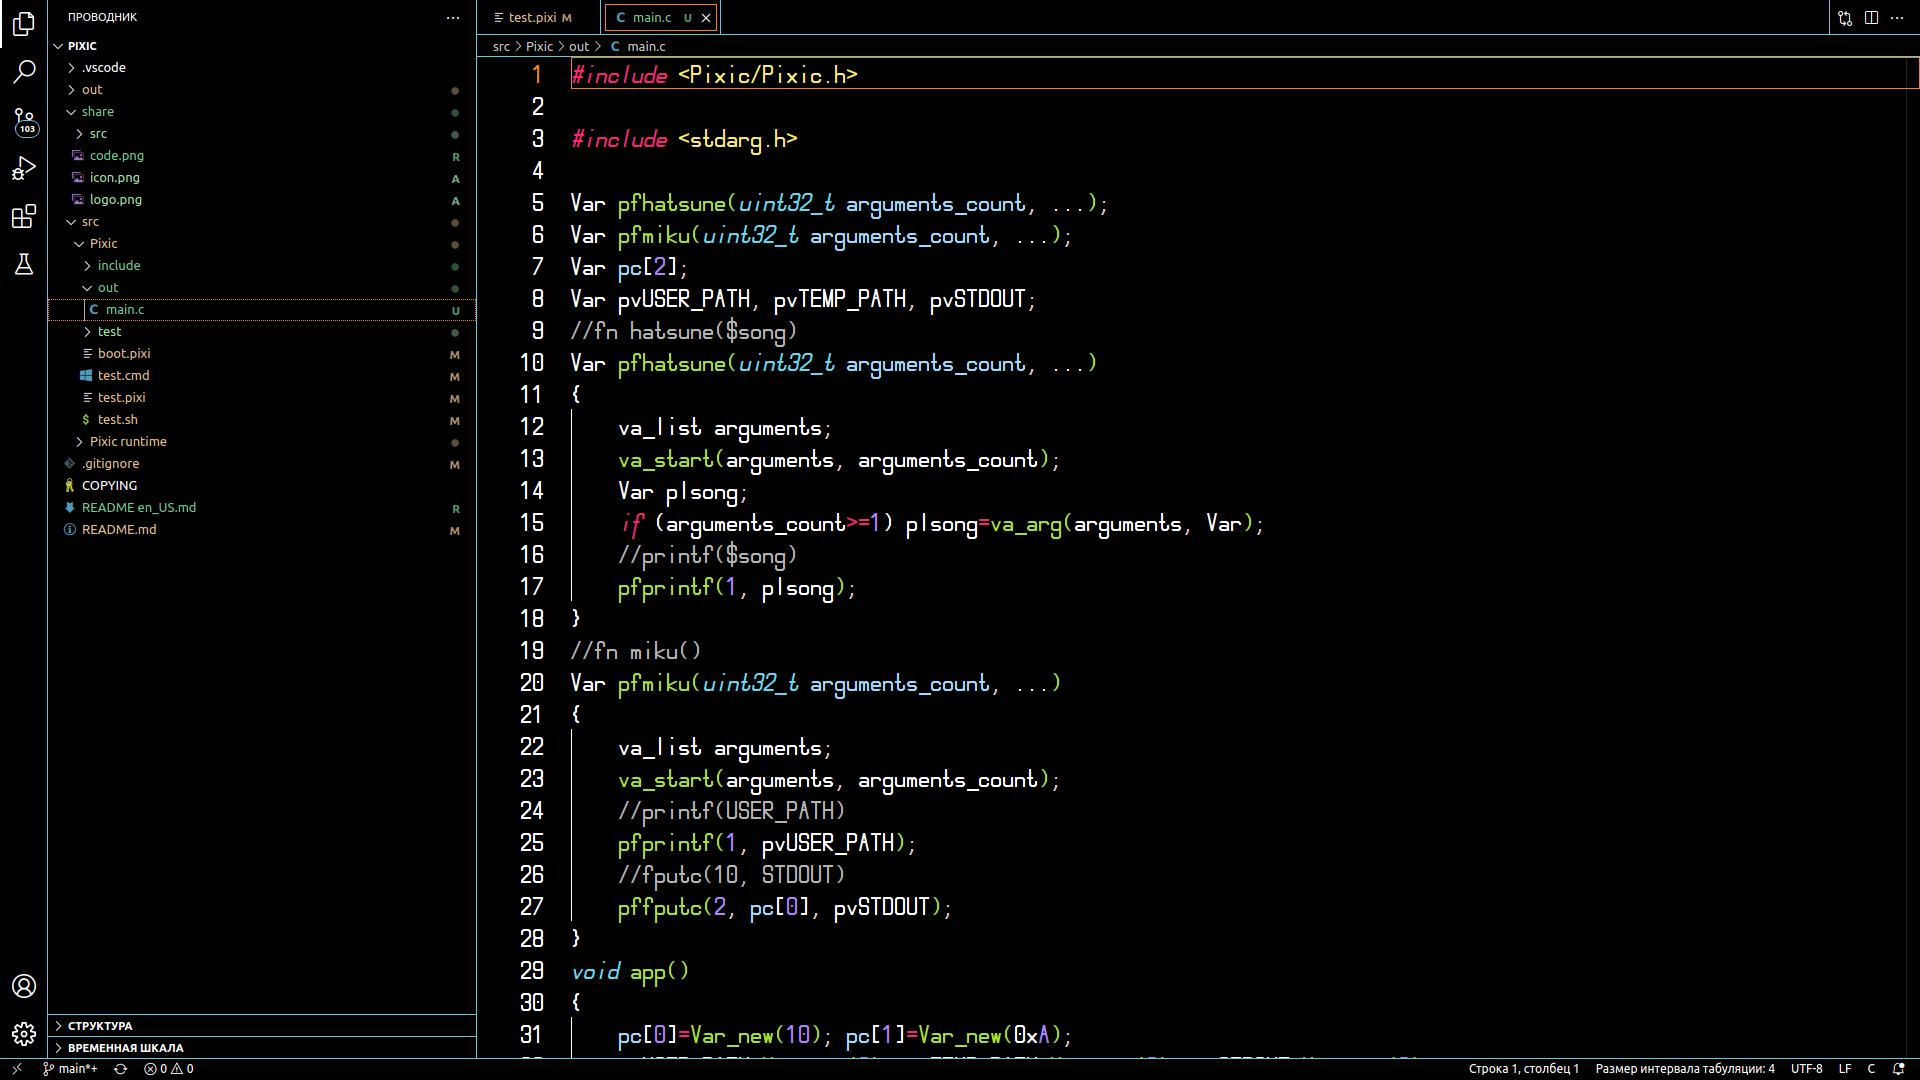 ПРОВОДНИК
PIXIC
.vscode
out
share
src
code.png R
icon.png A
logo.png A
src
Pixic
include
out
main.c U
test
boot.pixi M
test.cmd M
test.pixi M
test.sh M
Pixic runtime
.gitignore M
COPYING
README en_US.md R
README.md M
СТРУКТУРА
ВРЕМЕННАЯ ШКАЛА
103
test.pixi M
main.c U
src > Pixic > out > C main.c
1 #include <Pixic/Pixic.h>
2
3 #include <stdarg.h>
4
5 Var pfhatsune(uint32_t arguments_count, ...);
6 Var pfmiku(uint32_t arguments_count, ...);
7 Var pc[2];
8 Var pvUSER_PATH, pvTEMP_PATH, pvSTDOUT;
9 //fn hatsune($song)
10 Var pfhatsune(uint32_t arguments_count, ...)
11 {
12 va_list arguments;
13 va_start(arguments, arguments_count);
14 Var plsong;
15 if (arguments_count>=1) plsong=va_arg(arguments, Var);
16 //printf($song)
17 pfprintf(1, plsong);
18 }
19 //fn miku()
20 Var pfmiku(uint32_t arguments_count, ...)
21 {
22 va_list arguments;
23 va_start(arguments, arguments_count);
24 //printf(USER_PATH)
25 pfprintf(1, pvUSER_PATH);
26 //fputc(10, STDOUT)
27 pffputc(2, pc[0], pvSTDOUT);
28 }
29 void app()
30 {
31 pc[0]=Var_new(10); pc[1]=Var_new(0xA);
main*+ 0 0 Строка 1, столбец 1 Размер интервала табуляции: 4 UTF-8 LF C